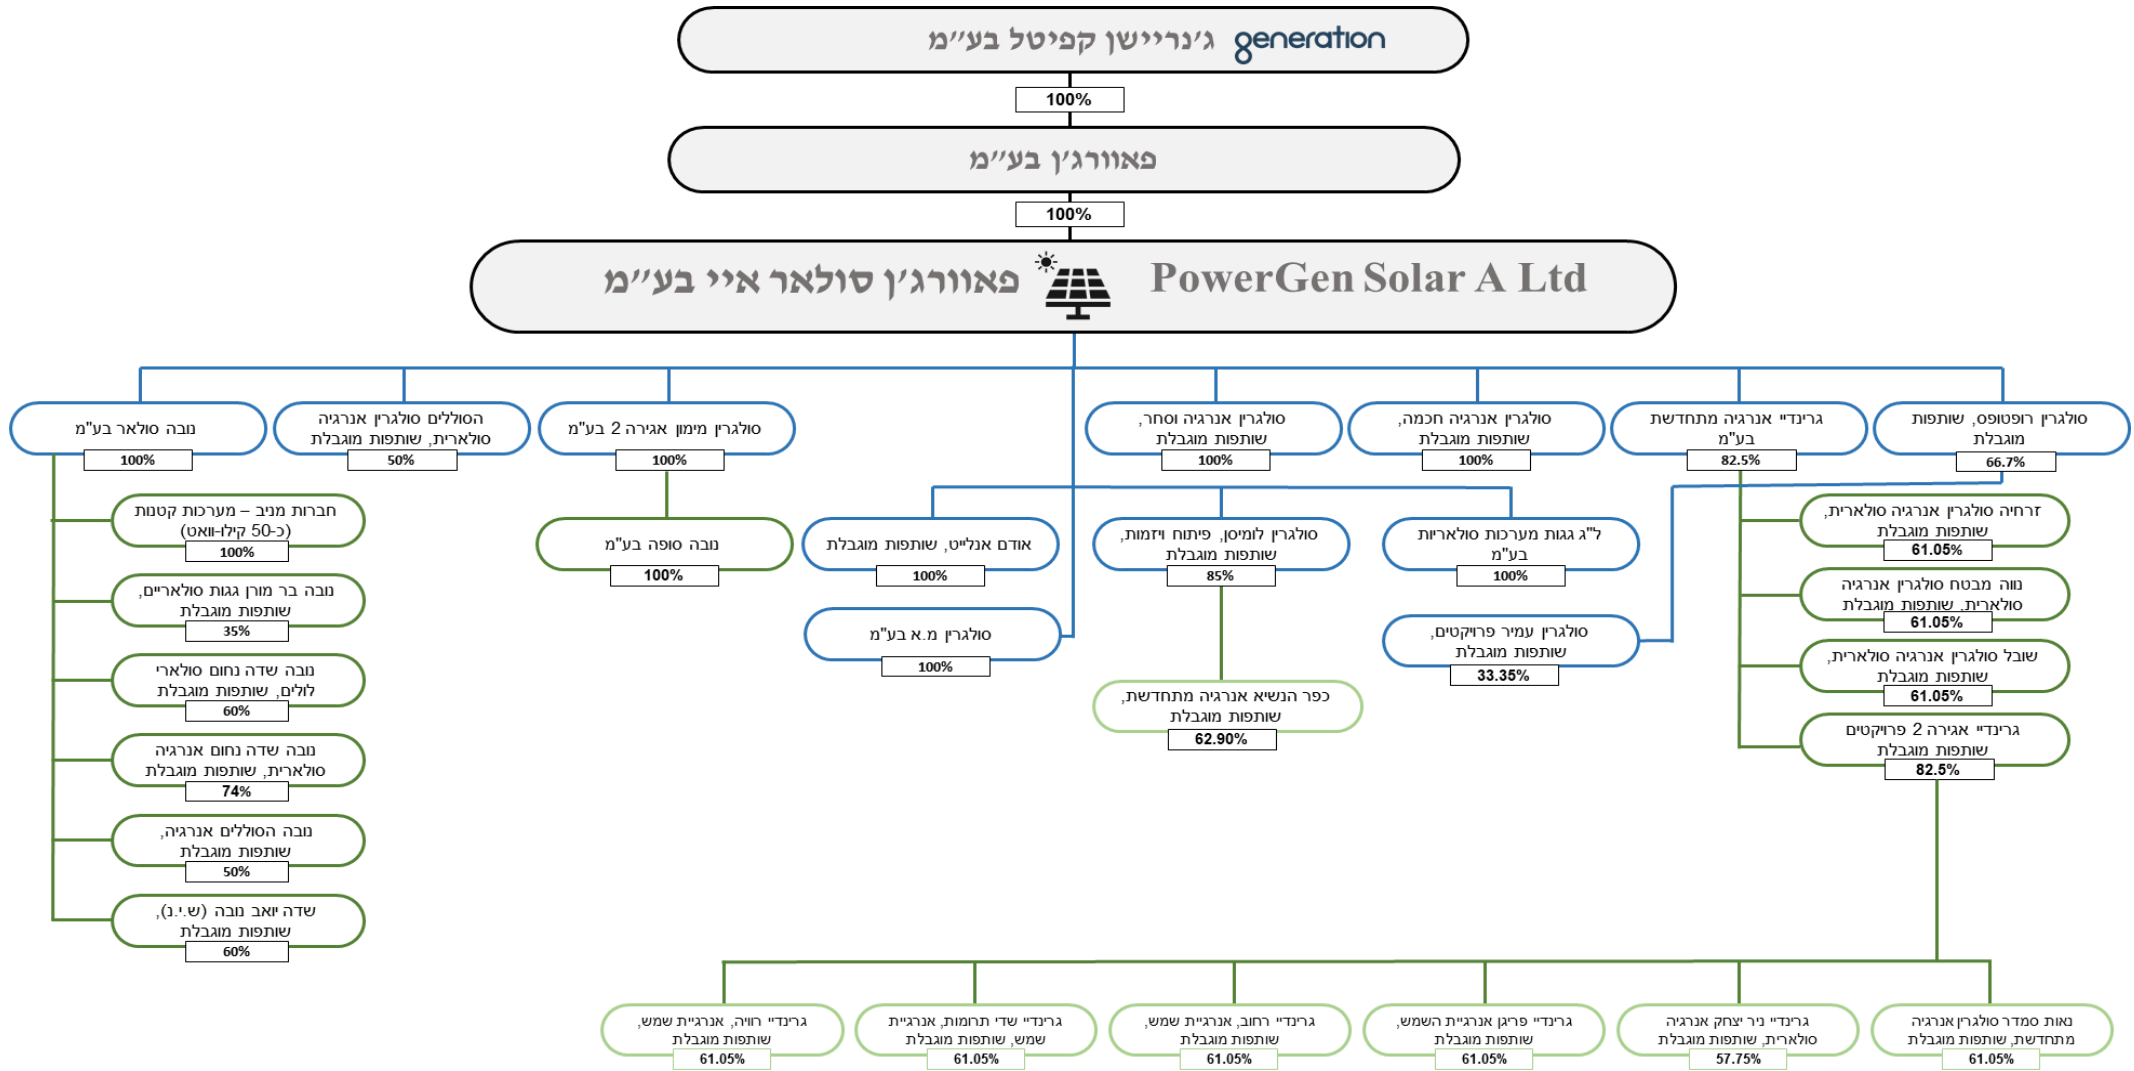 ג'נריישן קפיטל בע"מ generation
100%
פאוורג'ן בע"מ
100%
פאוורג'ן סולאר איי בע"מ PowerGen Solar A Ltd
סולגרין רופטופס, שותפות
מוגבלת
66.7%
גרינדיי אנרגיה מתחדשת
בע"מ
82.5%
סולגרין אנרגיה חכמה,
שותפות מוגבלת
100%
סולגרין אנרגיה וסחר,
שותפות מוגבלת
100%
סולגרין מימון אגירה 2 בע"מ
100%
הסוללים סולגרין אנרגיה
סולארית, שותפות מוגבלת
50%
נובה סולאר בע"מ
100%
זרחיה סולגרין אנרגיה סולארית,
שותפות מוגבלת
61.05%
נווה מבטח סולגרין אנרגיה
סולארית, שותפות מוגבלת
61.05%
שובל סולגרין אנרגיה סולארית,
שותפות מוגבלת
61.05%
גרינדיי אגירה 2 פרויקטים
שותפות מוגבלת
82.5%
ל"ג גגות מערכות סולאריות
בע"מ
100%
סולגרין עמיר פרויקטים,
שותפות מוגבלת
33.35%
סולגרין לומיסן, פיתוח ויזמות,
שותפות מוגבלת
85%
כפר הנשיא אנרגיה מתחדשת,
שותפות מוגבלת
62.90%
אודם אנלייט, שותפות מוגבלת
100%
סולגרין מ.א בע"מ
100%
נובה סופה בע"מ
100%
חברות מניב – מערכות קטנות
(כ-50 קילו-וואט)
100%
נובה בר מורן גגות סולאריים,
שותפות מוגבלת
35%
נובה שדה נחום סולארי
לולים, שותפות מוגבלת
60%
נובה שדה נחום אנרגיה
סולארית, שותפות מוגבלת
74%
נובה הסוללים אנרגיה,
שותפות מוגבלת
50%
שדה יואב נובה (ש.י.נ),
שותפות מוגבלת
60%
נאות סמדר סולגרין אנרגיה
מתחדשת, שותפות מוגבלת
61.05%
גרינדיי ניר יצחק אנרגיה
סולארית, שותפות מוגבלת
57.75%
גרינדיי פריגן אנרגיית השמש,
שותפות מוגבלת
61.05%
גרינדיי רחוב, אנרגיית שמש,
שותפות מוגבלת
61.05%
גרינדיי שדי תרומות, אנרגיית
שמש, שותפות מוגבלת
61.05%
גרינדיי רוויה, אנרגיית שמש,
שותפות מוגבלת
61.05%